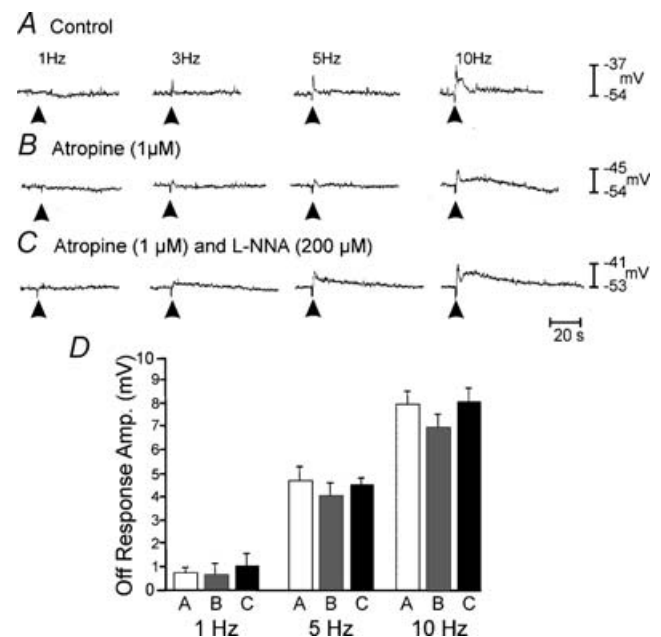 A Control
1Hz 3Hz 5Hz 10Hz
-37
mV
-54
B Atropine (1µM)
-45
mV
-54
C Atropine (1 µM) and L-NNA (200 µM)
-41
mV
-53
20 s
D
Off Response Amp. (mV)
10
9
8
7
6
5
4
3
2
1
0
A B C A B C A B C
1 Hz 5 Hz 10 Hz